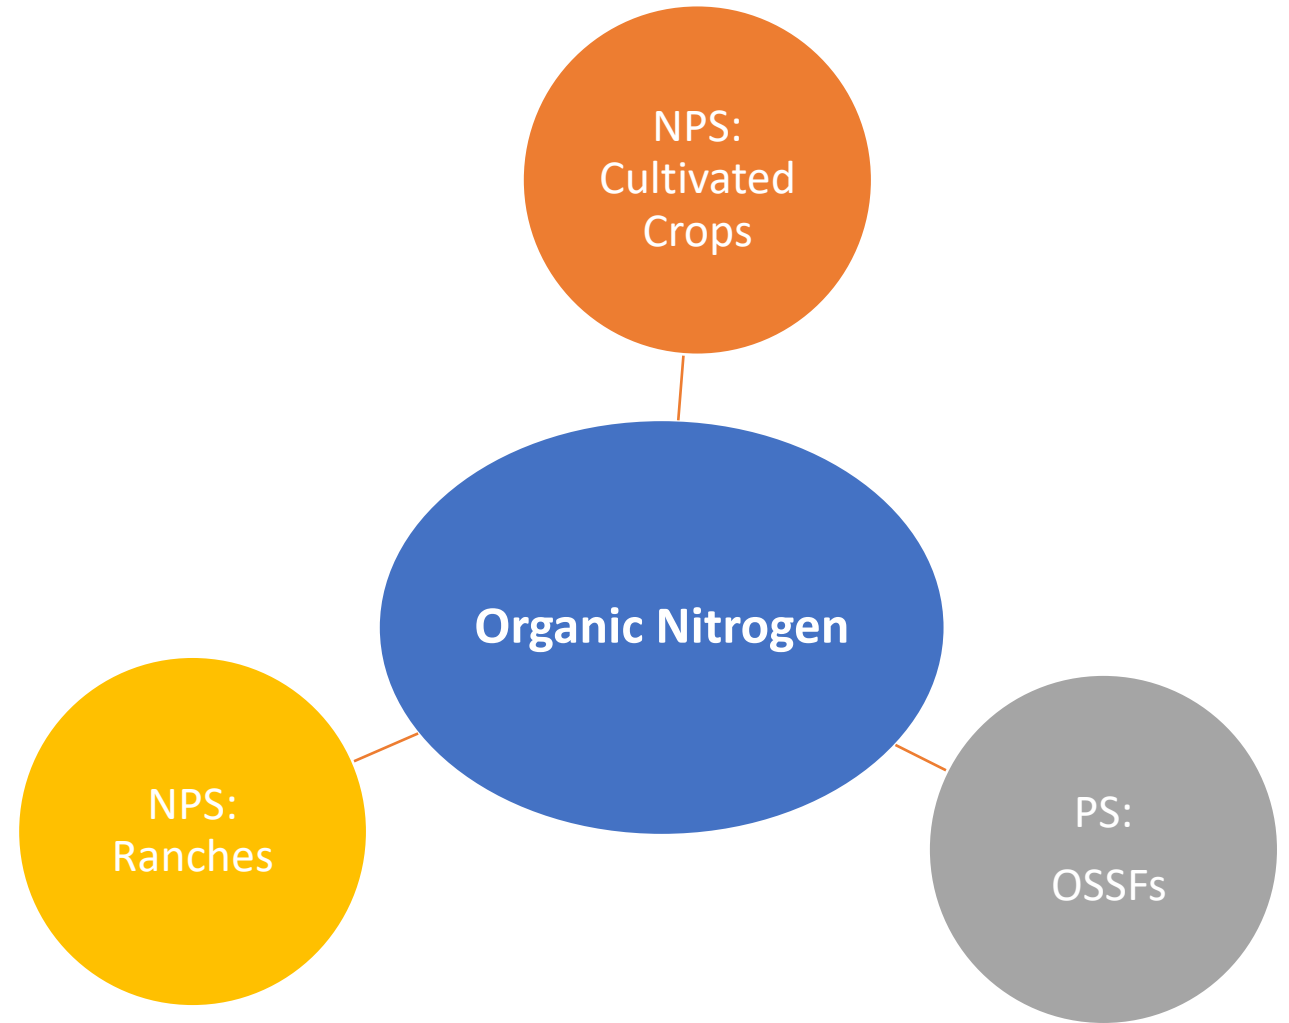 NPS:
Cultivated
Crops
Organic Nitrogen
NPS:
Ranches
PS:
OSSFs